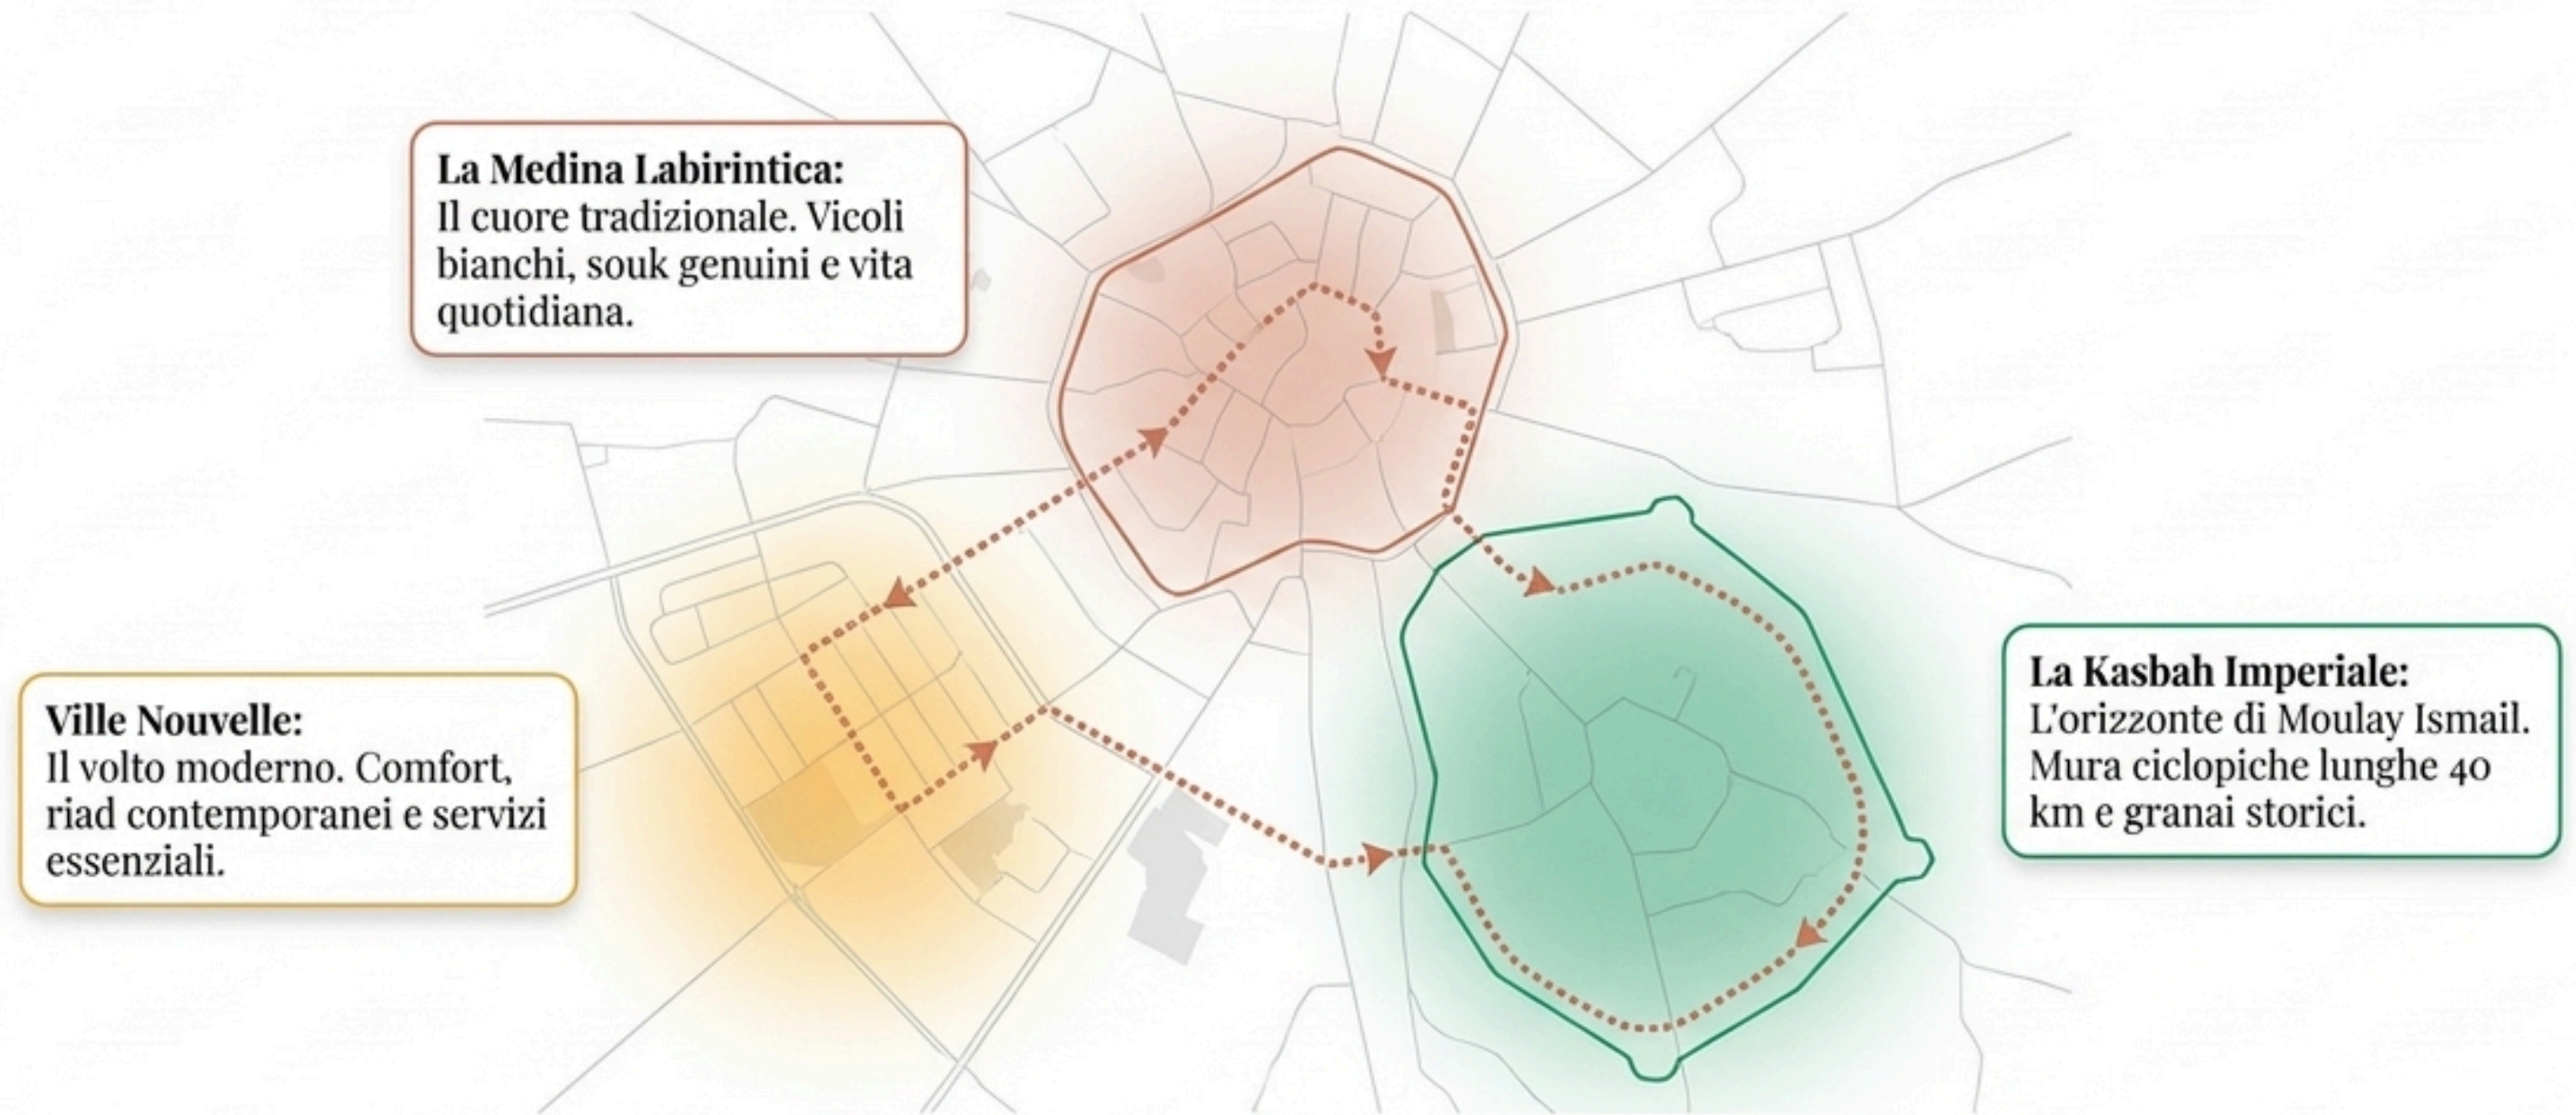 La Medina Labirintica:
Il cuore tradizionale. Vicoli
bianchi, souk genuini e vita
quotidiana.
Ville Nouvelle:
Il volto moderno. Comfort,
riad contemporanei e servizi
essenziali.
La Kasbah Imperiale:
L'orizzonte di Moulay Ismail.
Mura ciclopiche lunghe 40
km e granai storici.